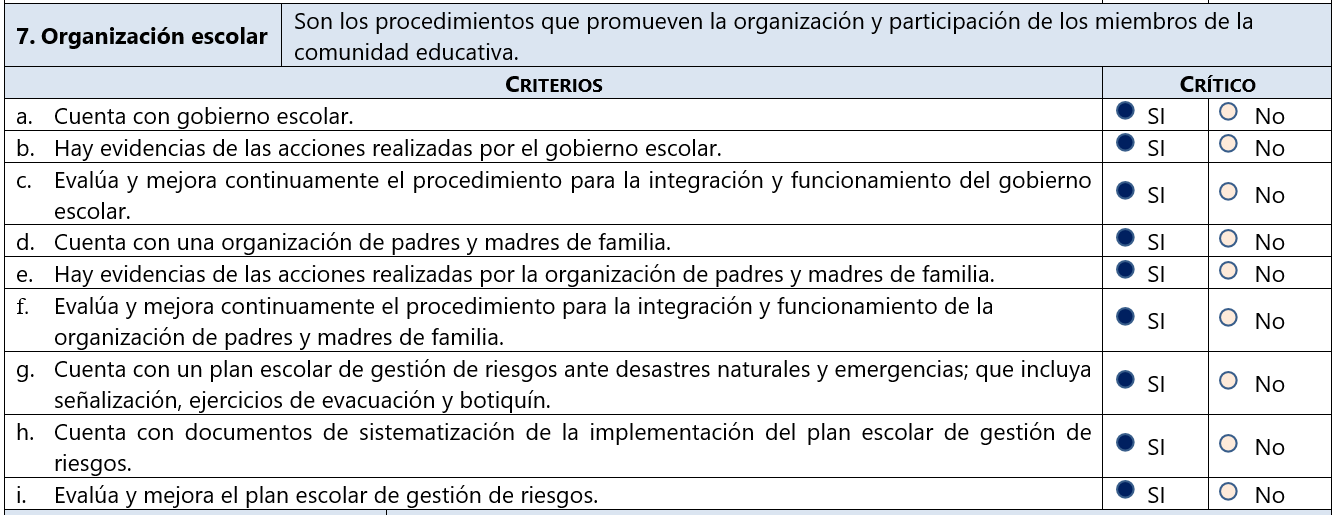 7. Organización escolar
Son los procedimientos que promueven la organización y participación de los miembros de la
comunidad educativa.
CRITERIOS CRÍTICO
a. Cuenta con gobierno escolar. SI No
b. Hay evidencias de las acciones realizadas por el gobierno escolar. SI No
c. Evalúa y mejora continuamente el procedimiento para la integración y funcionamiento del gobierno
escolar. SI No
d. Cuenta con una organización de padres y madres de familia. SI No
e. Hay evidencias de las acciones realizadas por la organización de padres y madres de familia. SI No
f. Evalúa y mejora continuamente el procedimiento para la integración y funcionamiento de la
organización de padres y madres de familia. SI No
g. Cuenta con un plan escolar de gestión de riesgos ante desastres naturales y emergencias; que incluya
señalización, ejercicios de evacuación y botiquín. SI No
h. Cuenta con documentos de sistematización de la implementación del plan escolar de gestión de
riesgos. SI No
i. Evalúa y mejora el plan escolar de gestión de riesgos. SI No